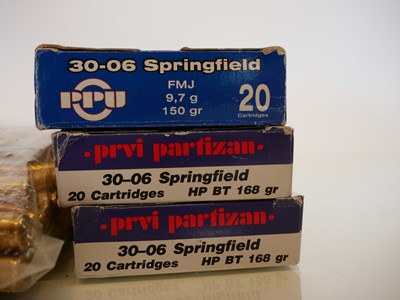 30-06 Springfield
PPU
FMJ
9,7 g
150 gr
20
Cartridges
·prvi partizan·
30-06 Springfield
20 Cartridges HP BT 168 gr
·prvi partizan·
30-06 Springfield
20 Cartridges HP BT 168 gr